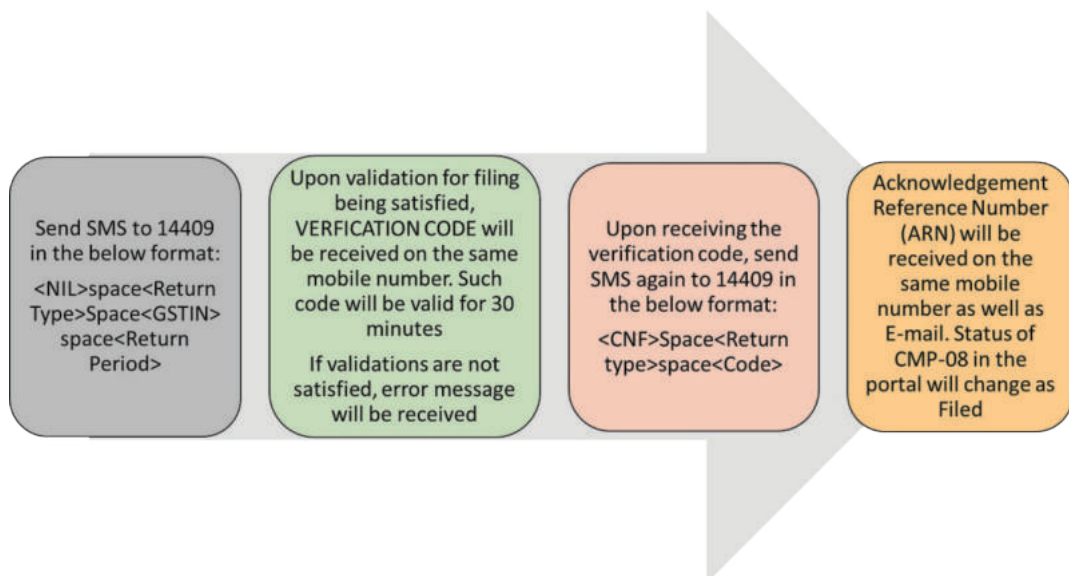 Send SMS to 14409
in the below format:
<NIL>space<Return
Type>Space<GSTIN>
space<Return
Period>
Upon validation for filing
being satisfied,
VERFICATION CODE will
be received on the same
mobile number. Such
code will be valid for 30
minutes
If validations are not
satisfied, error message
will be received
Upon receiving the
verification code, send
SMS again to 14409 in
the below format:
<CNF>Space<Return
type>space<Code>
Acknowledgement
Reference Number
(ARN) will be
received on the
same mobile
number as well as
E-mail. Status of
CMP-08 in the
portal will change as
Filed